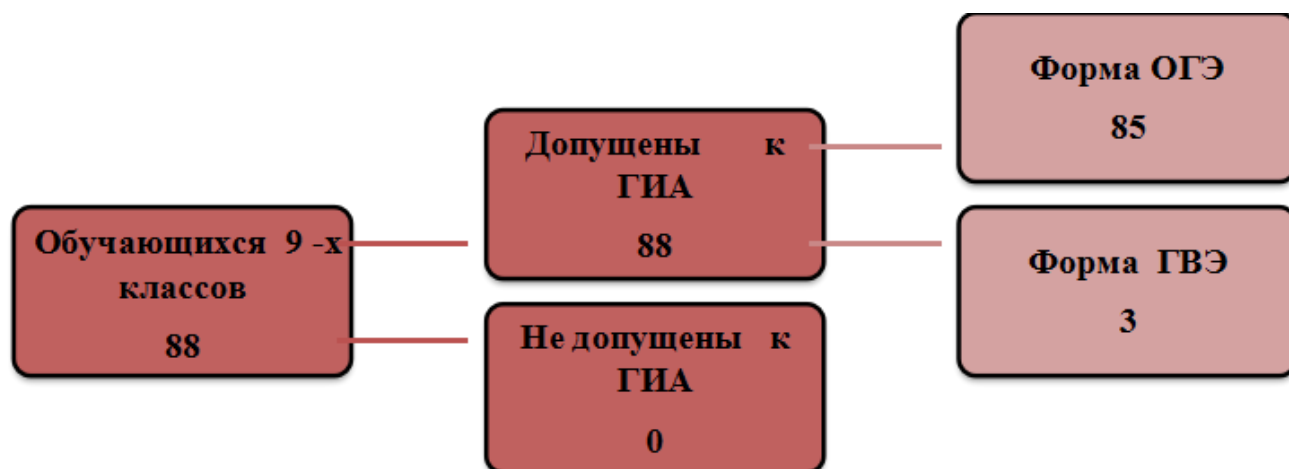 Обучающихся 9 -х
классов
88
Допущены к
ГИА
88
Не допущены к
ГИА
0
Форма ОГЭ
85
Форма ГВЭ
3